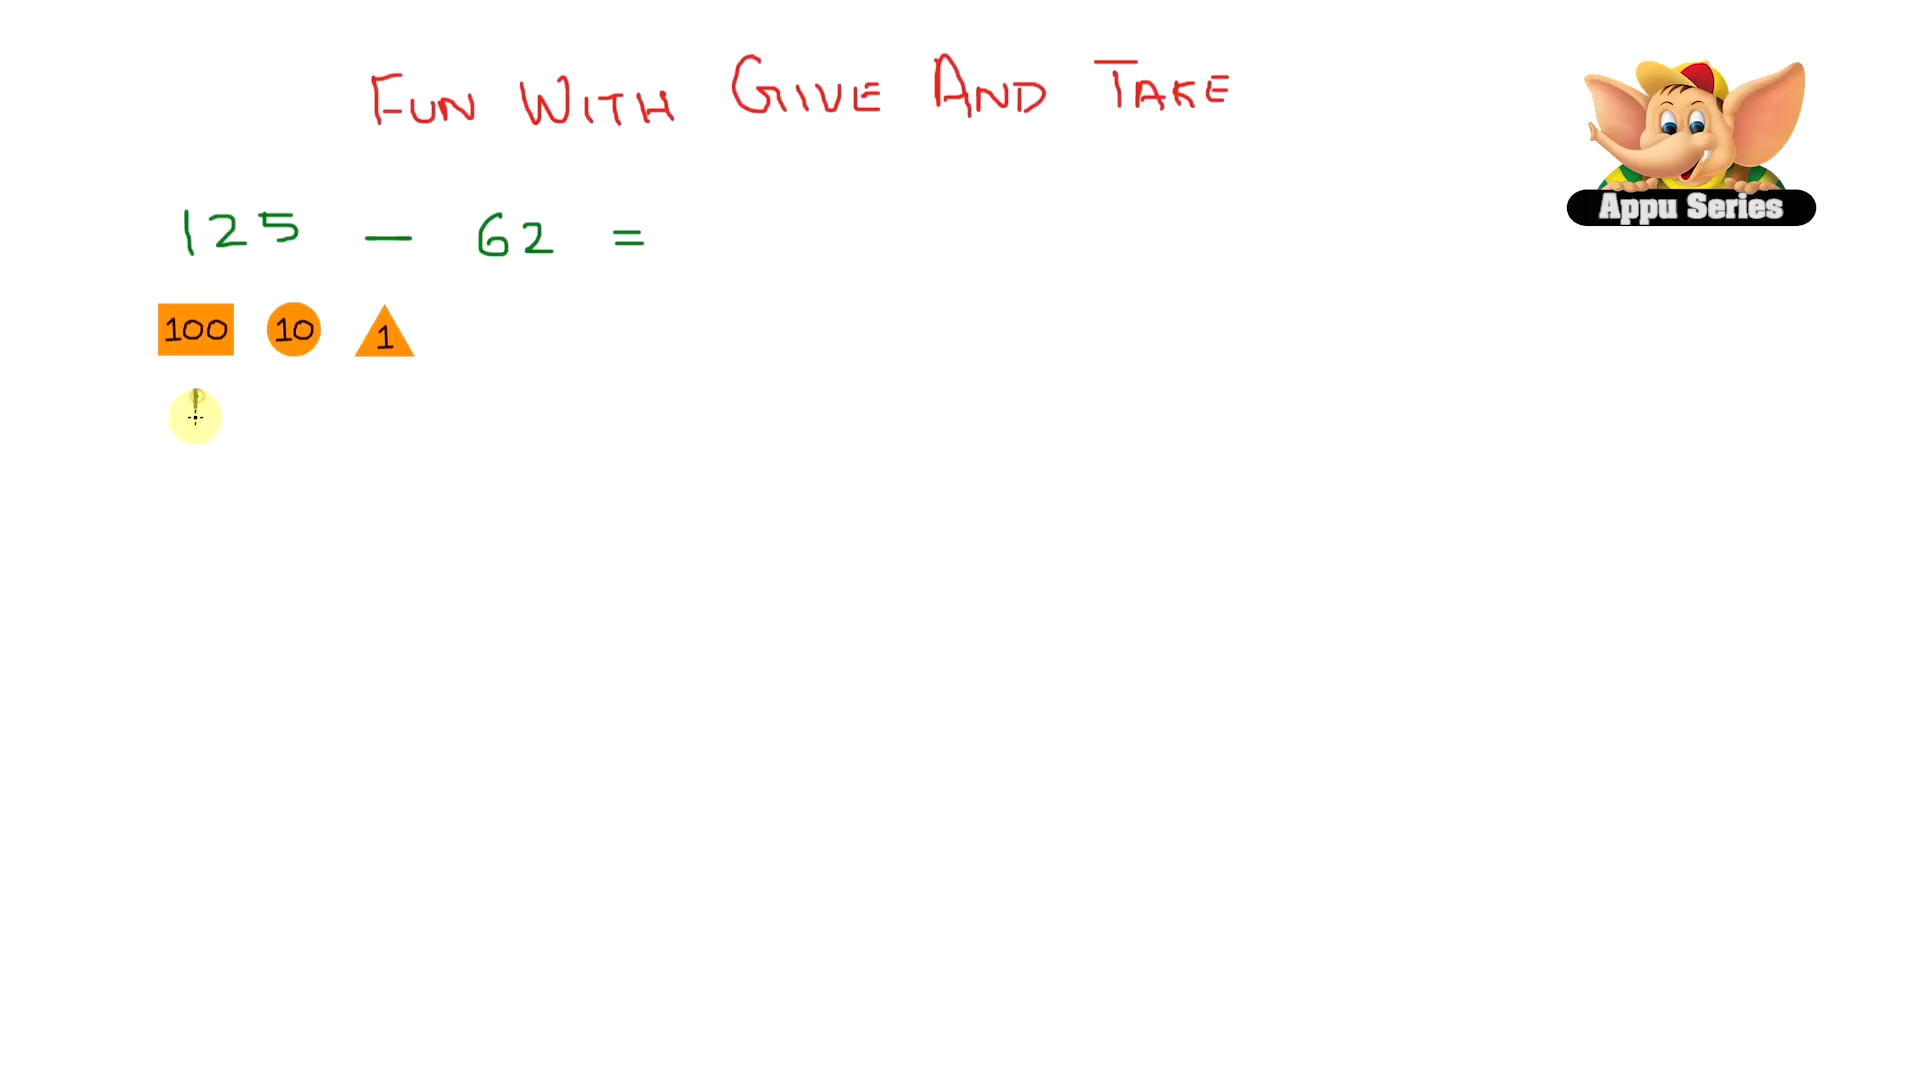 FUN WITH GIVE AND TAKE
125 - 62 =
100 10 1
Appu Series